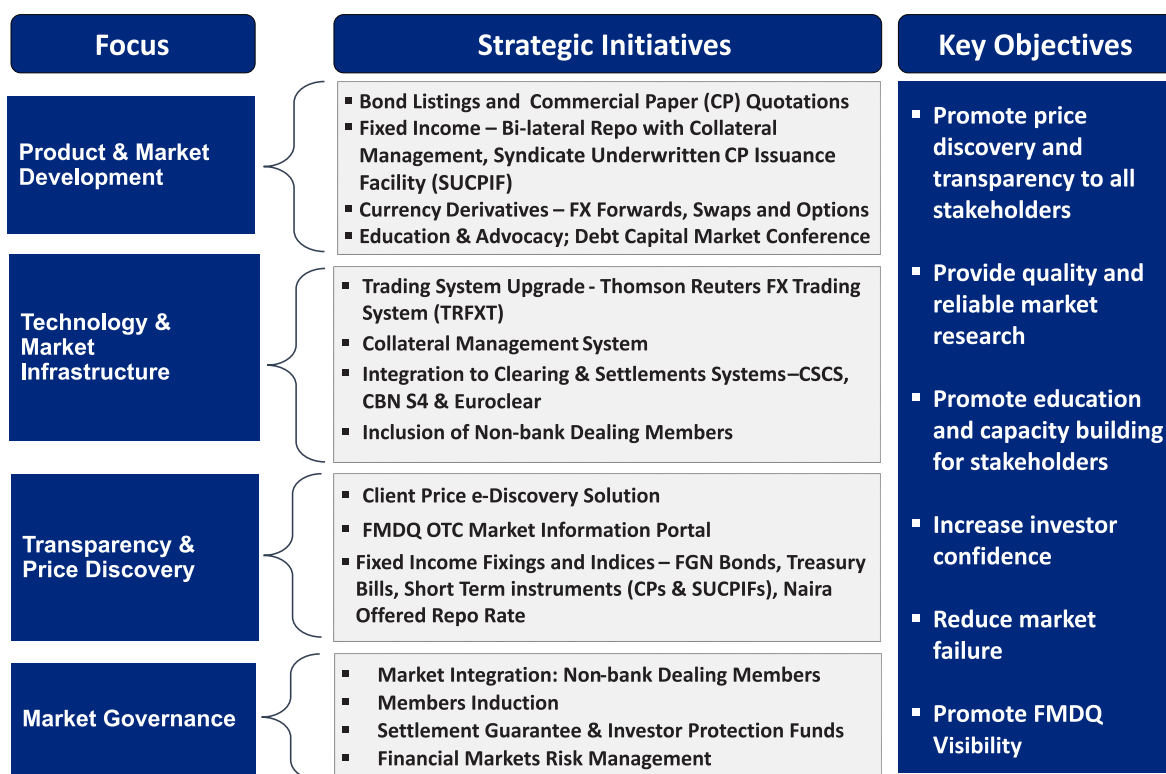 Focus
Strategic Initiatives
Key Objectives
Product & Market
Development
▪ Bond Listings and Commercial Paper (CP) Quotations
▪ Fixed Income – Bi-lateral Repo with Collateral
Management, Syndicate Underwritten CP Issuance
Facility (SUCPIF)
▪ Currency Derivatives – FX Forwards, Swaps and Options
▪ Education & Advocacy; Debt Capital Market Conference
Technology &
Market
Infrastructure
▪ Trading System Upgrade - Thomson Reuters FX Trading
System (TRFXT)
▪ Collateral Management System
▪ Integration to Clearing & Settlements Systems–CSCS,
CBN S4 & Euroclear
▪ Inclusion of Non-bank Dealing Members
Transparency &
Price Discovery
▪ Client Price e-Discovery Solution
▪ FMDQ OTC Market Information Portal
▪ Fixed Income Fixings and Indices – FGN Bonds, Treasury
Bills, Short Term instruments (CPs & SUCPIFs), Naira
Offered Repo Rate
Market Governance
▪ Market Integration: Non-bank Dealing Members
▪ Members Induction
▪ Settlement Guarantee & Investor Protection Funds
▪ Financial Markets Risk Management
▪ Promote price
discovery and
transparency to all
stakeholders
▪ Provide quality and
reliable market
research
▪ Promote education
and capacity building
for stakeholders
▪ Increase investor
confidence
▪ Reduce market
failure
▪ Promote FMDQ
Visibility